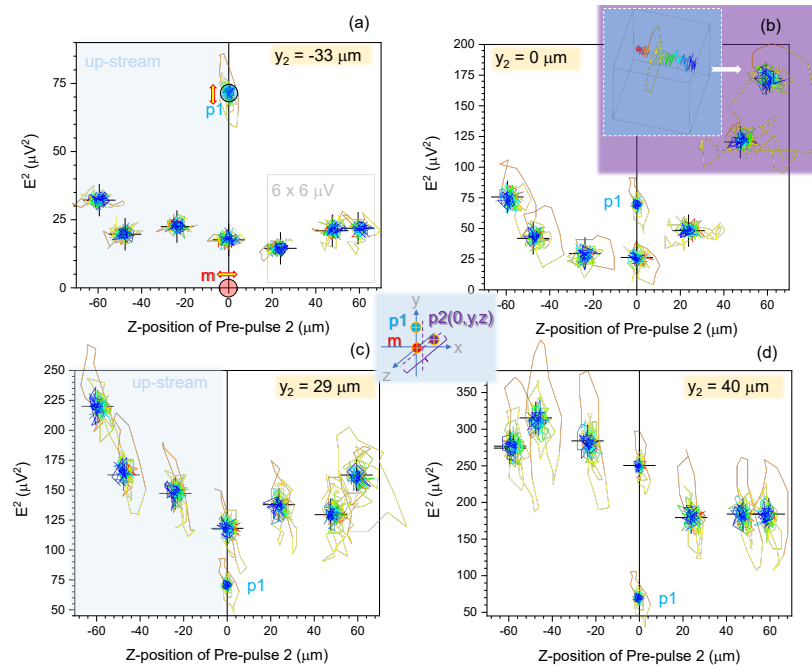 (a)
up-stream
y₂ = -33 μm
p1
6 x 6 μV
m
E² (μV²)
75
50
25
0
-60 -40 -20 0 20 40 60
Z-position of Pre-pulse 2 (μm)
(b)
y₂ = 0 μm
p1
E² (μV²)
200
175
150
125
100
75
50
25
0
-60 -40 -20 0 20 40 60
Z-position of Pre-pulse 2 (μm)
y
p1
p2(0,y,z)
m
x
z
(c)
up-stream
y₂ = 29 μm
p1
E² (μV²)
250
225
200
175
150
125
100
75
50
-60 -40 -20 0 20 40 60
Z-position of Pre-pulse 2 (μm)
(d)
y₂ = 40 μm
p1
E² (μV²)
350
300
250
200
150
100
50
-60 -40 -20 0 20 40 60
Z-position of Pre-pulse 2 (μm)